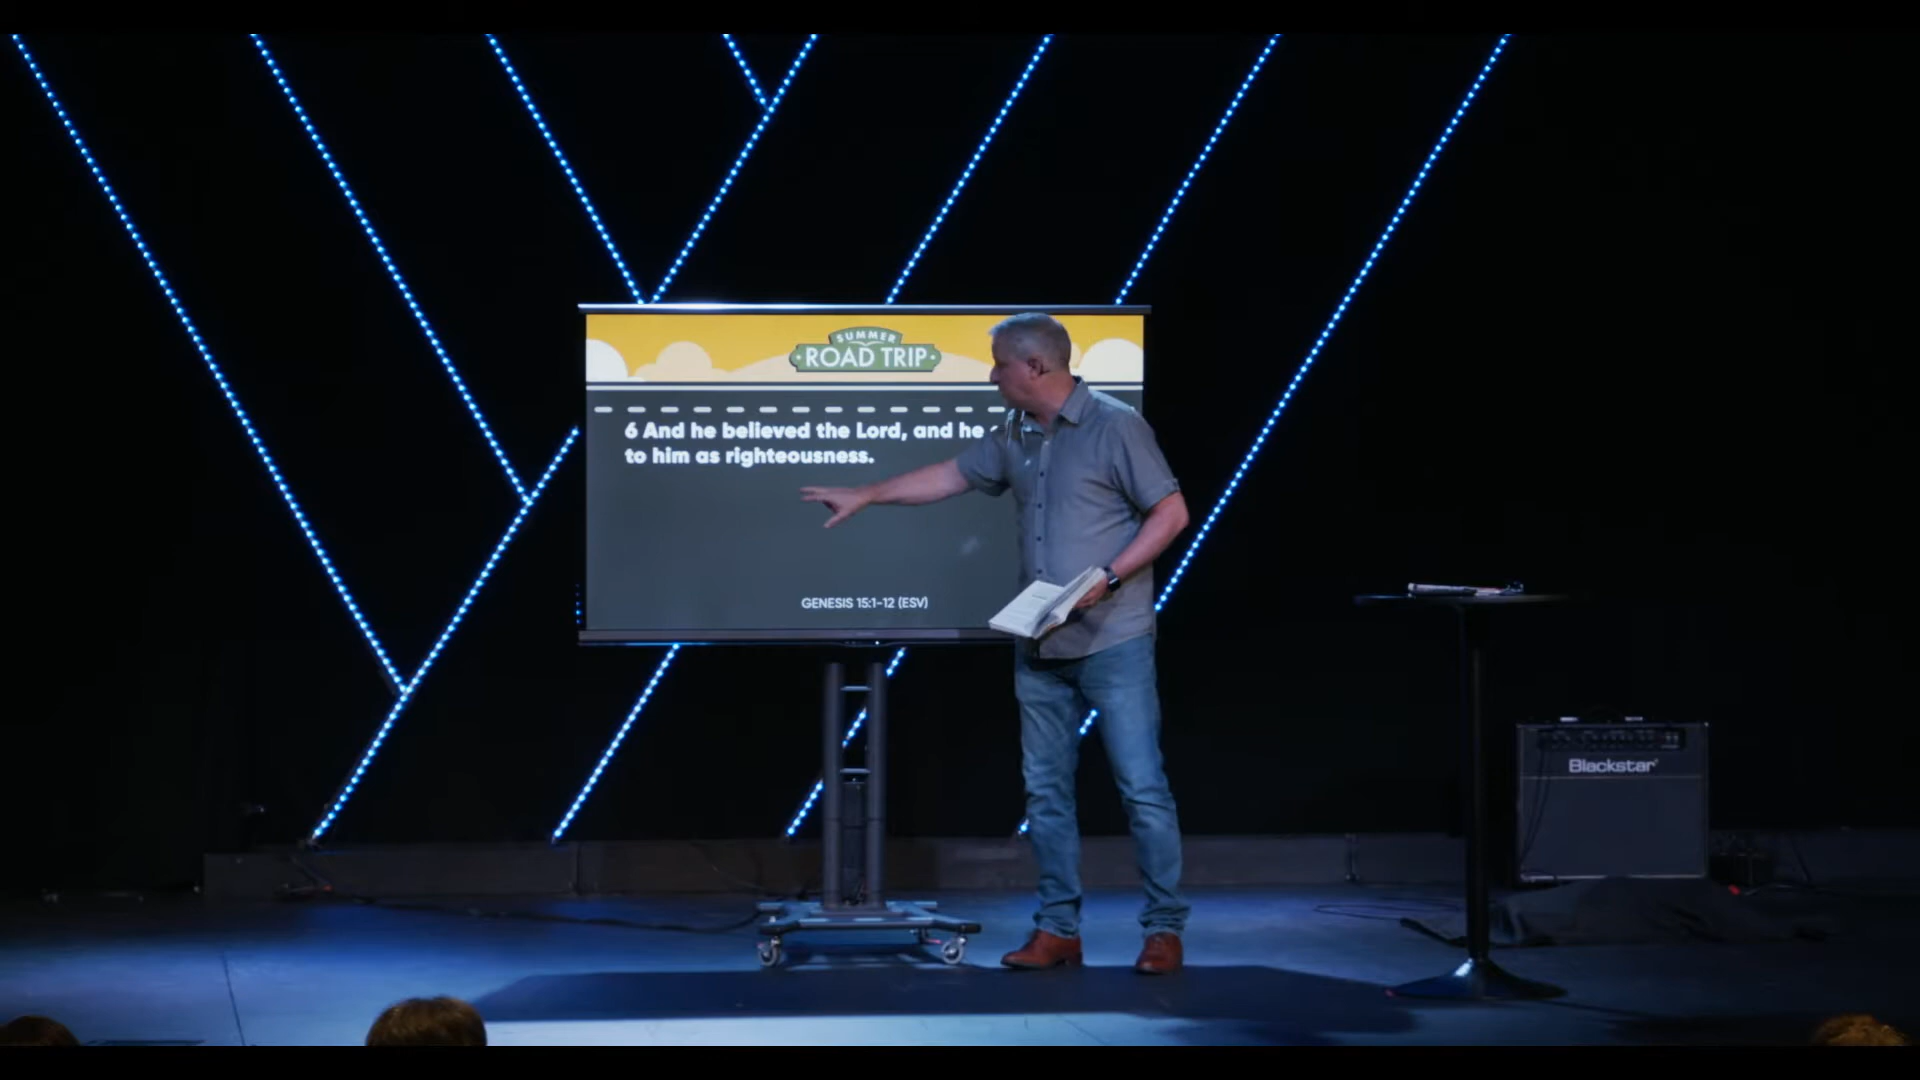 SUMMER
ROAD TRIP
6 And he believed the Lord, and he
to him as righteousness.
GENESIS 15:1-12 (ESV)
Blackstar